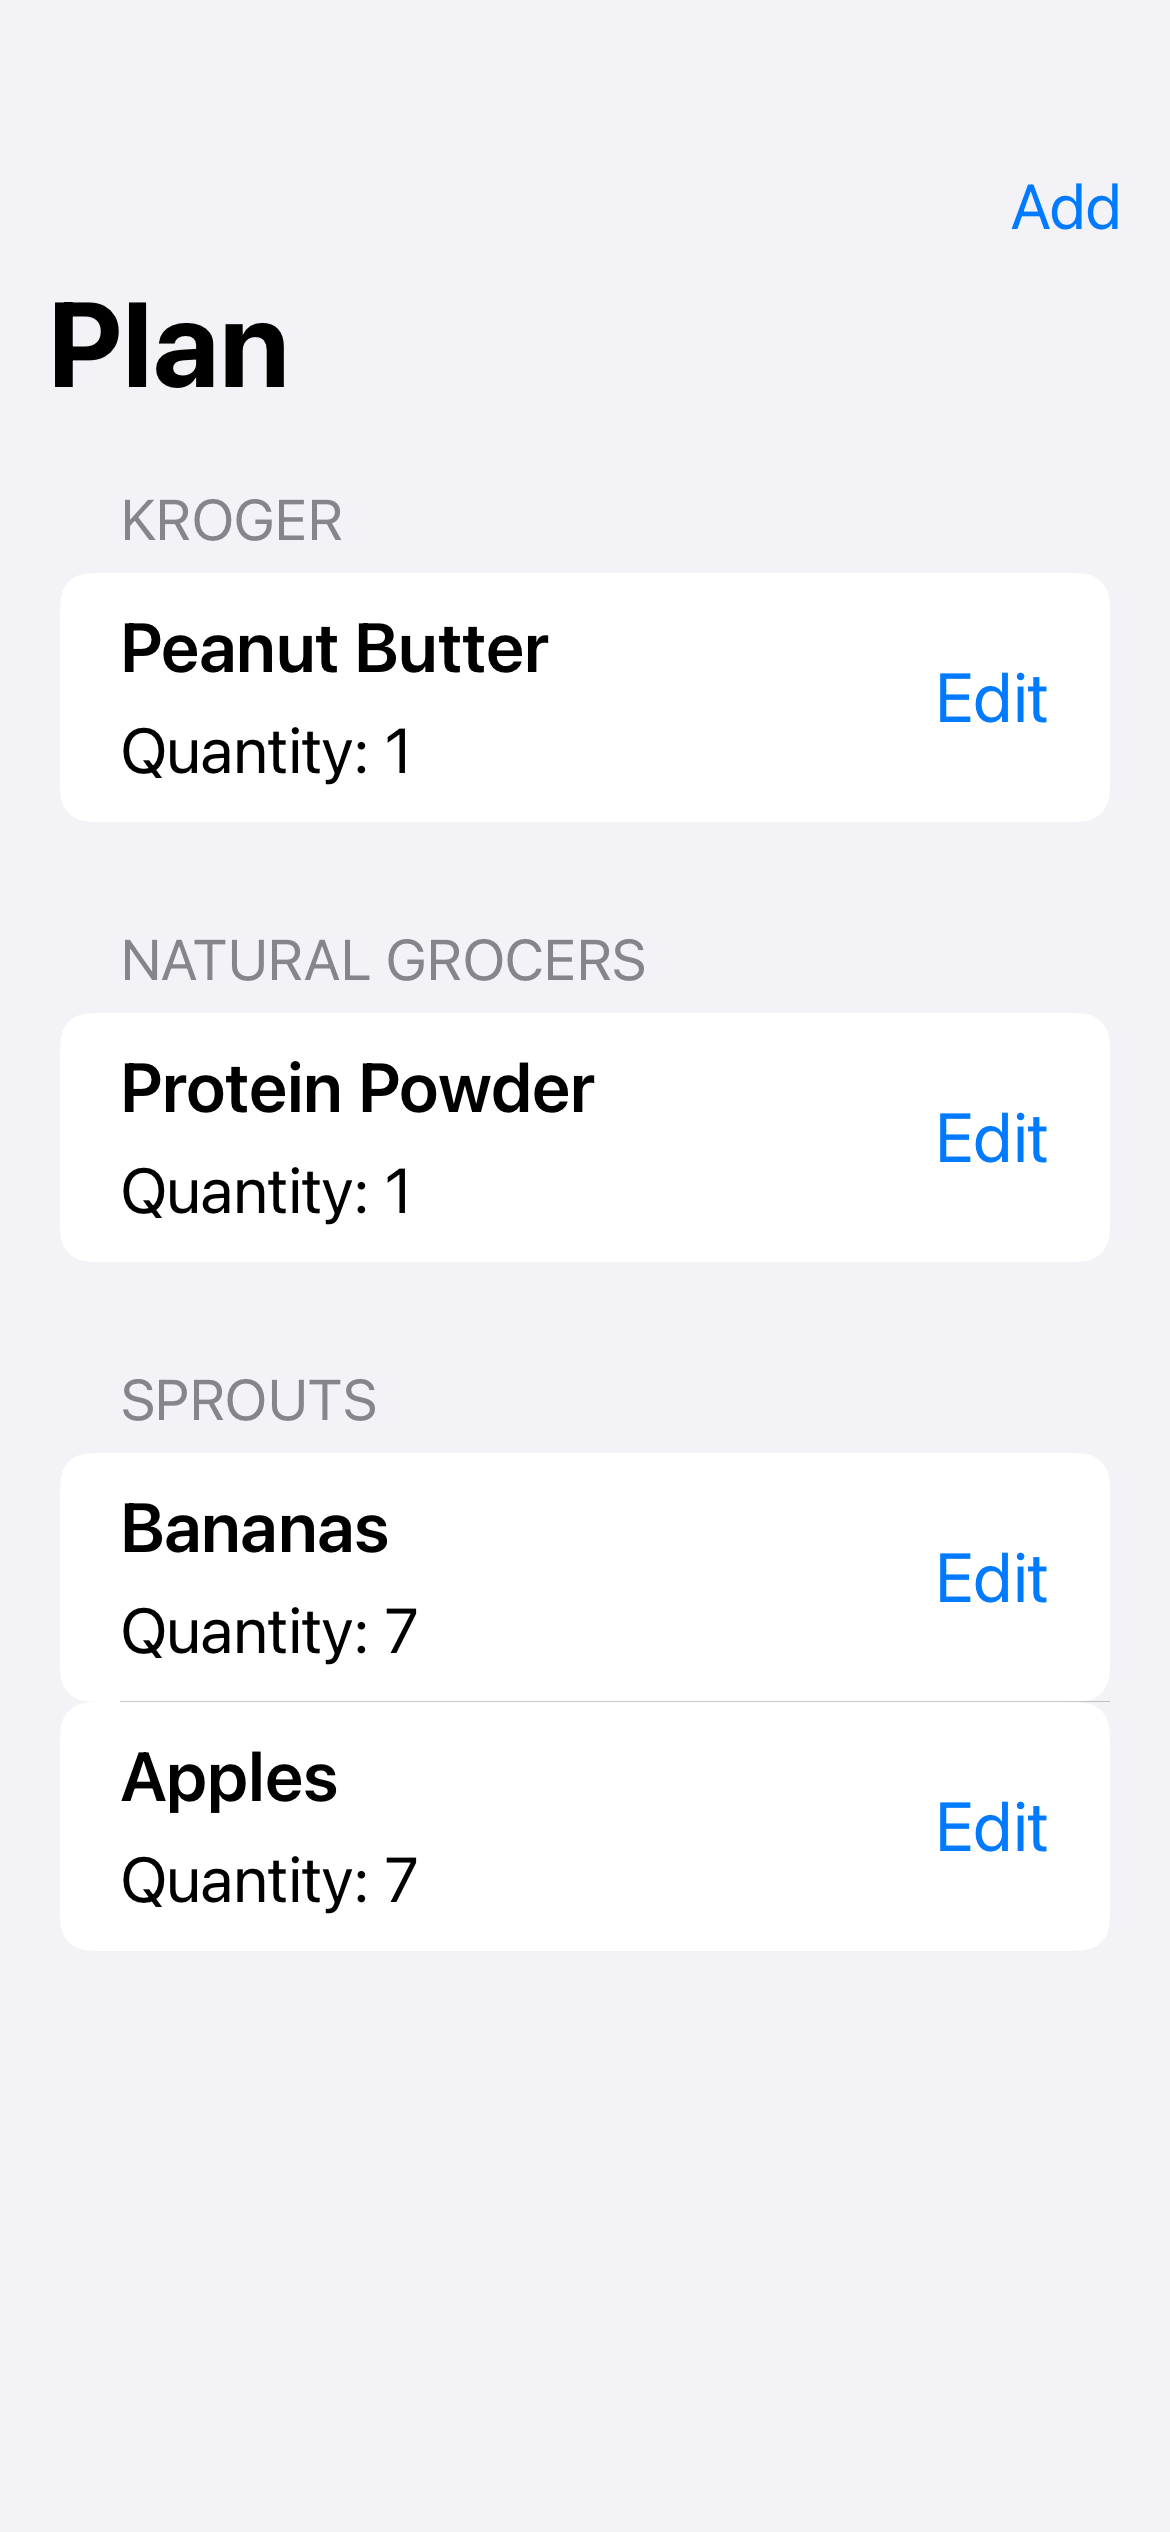 Add
Plan
KROGER
Peanut Butter
Edit
Quantity: 1
NATURAL GROCERS
Protein Powder
Edit
Quantity: 1
SPROUTS
Bananas
Edit
Quantity: 7
Apples
Edit
Quantity: 7